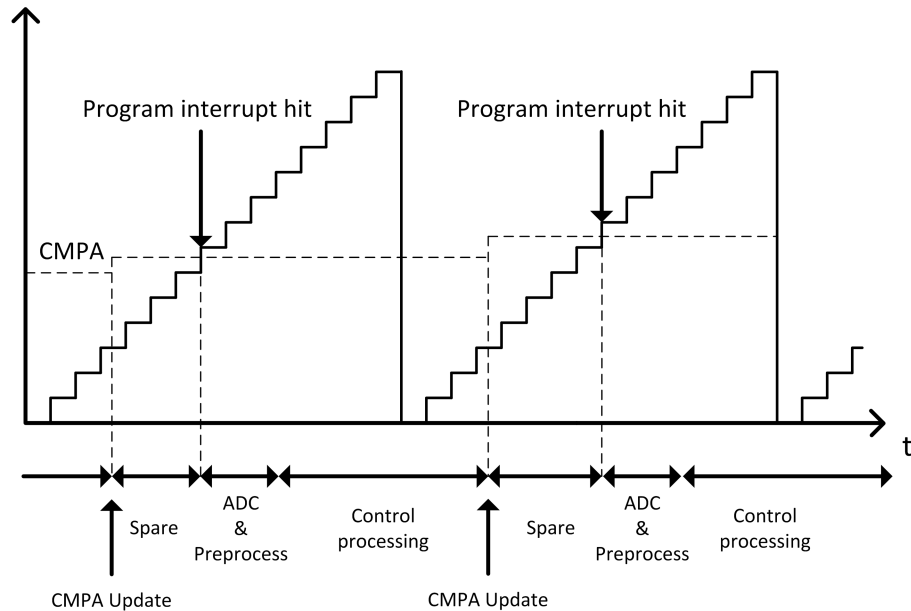 Program interrupt hit
Program interrupt hit
CMPA
t
Spare
ADC
&
Preprocess
Control
processing
Spare
ADC
&
Preprocess
Control
processing
CMPA Update
CMPA Update